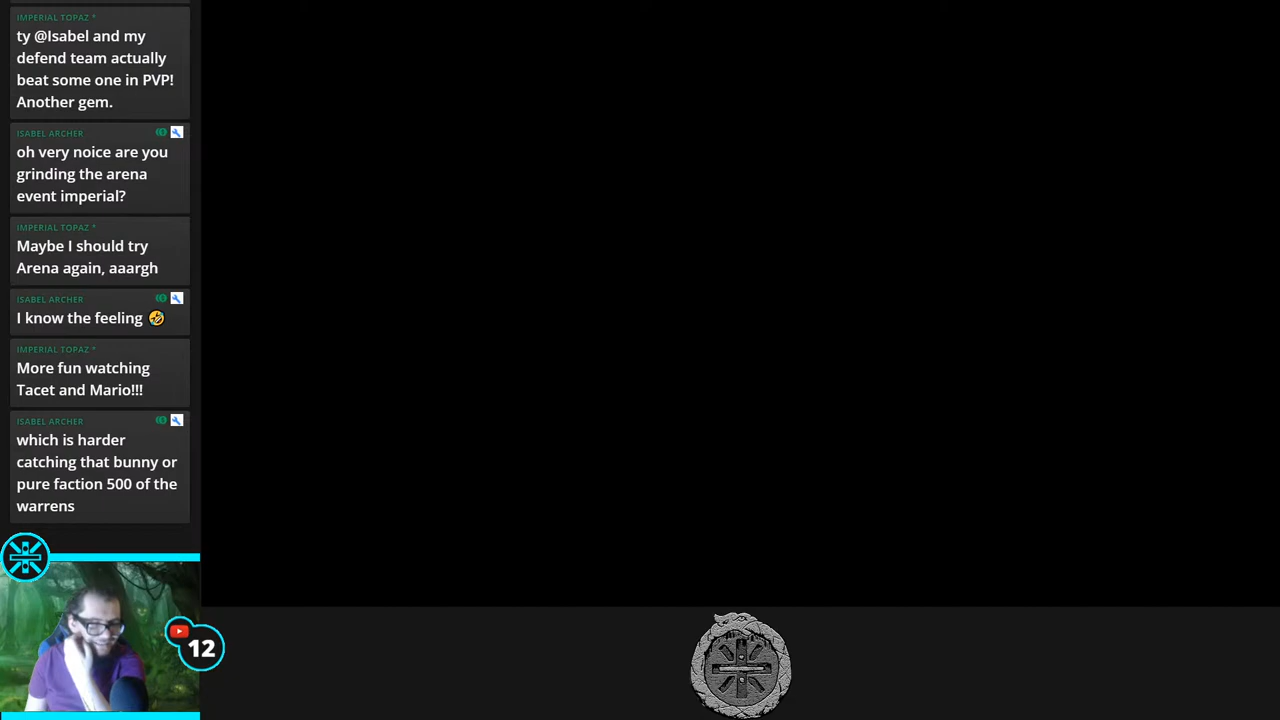 IMPERIAL TOPAZ *
ty @Isabel and my
defend team actually
beat some one in PVP!
Another gem.
ISABEL ARCHER
oh very noice are you
grinding the arena
event imperial?
IMPERIAL TOPAZ *
Maybe I should try
Arena again, aaargh
ISABEL ARCHER
I know the feeling 🤣
IMPERIAL TOPAZ *
More fun watching
Tacet and Mario!!!
ISABEL ARCHER
which is harder
catching that bunny or
pure faction 500 of the
warrens
12